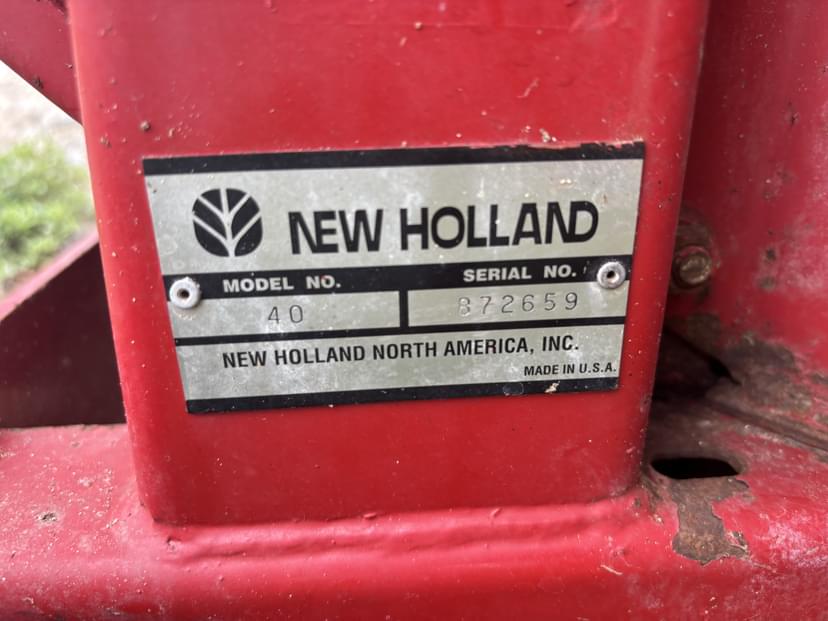 NEW HOLLAND
MODEL NO. SERIAL NO.
40 872659
NEW HOLLAND NORTH AMERICA, INC.
MADE IN U.S.A.